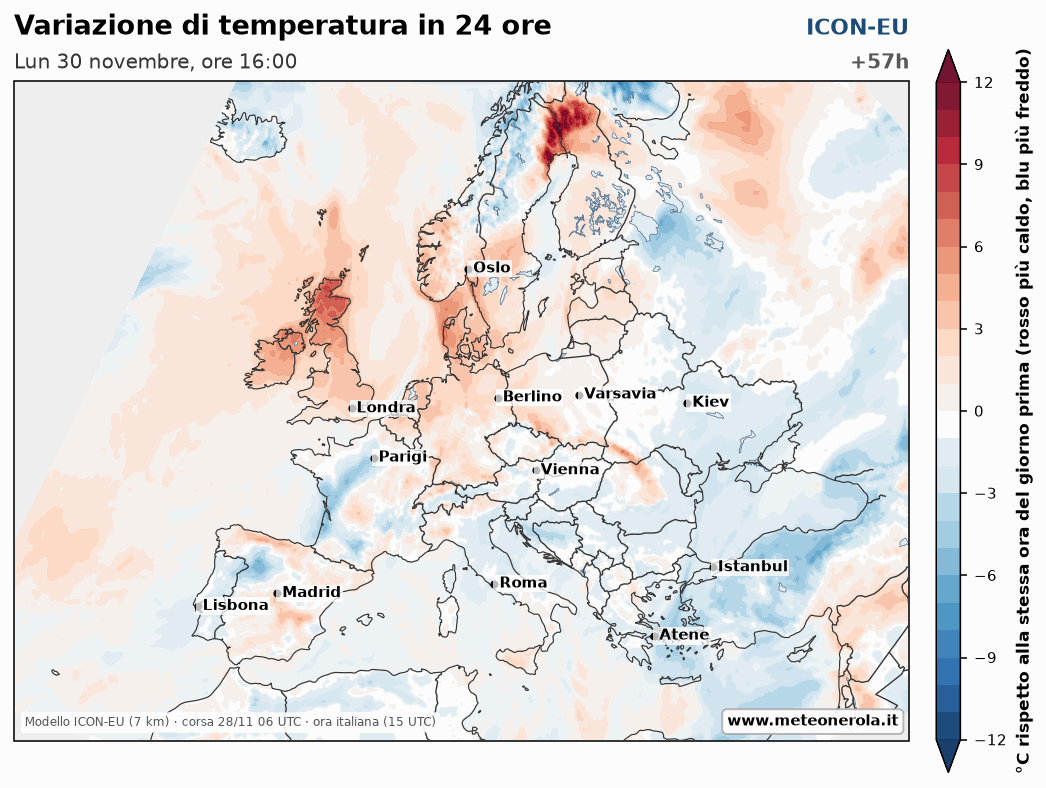 Variazione di temperatura in 24 ore
ICON-EU
Lun 30 novembre, ore 16:00
+57h
Oslo
Londra
Berlino
Varsavia
Kiev
Parigi
Vienna
Istanbul
Roma
Madrid
Lisbona
Atene
Modello ICON-EU (7 km) · corsa 28/11 06 UTC · ora italiana (15 UTC)
www.meteonerola.it
12
9
6
3
0
−3
−6
−9
−12
°C rispetto alla stessa ora del giorno prima (rosso più caldo, blu più freddo)